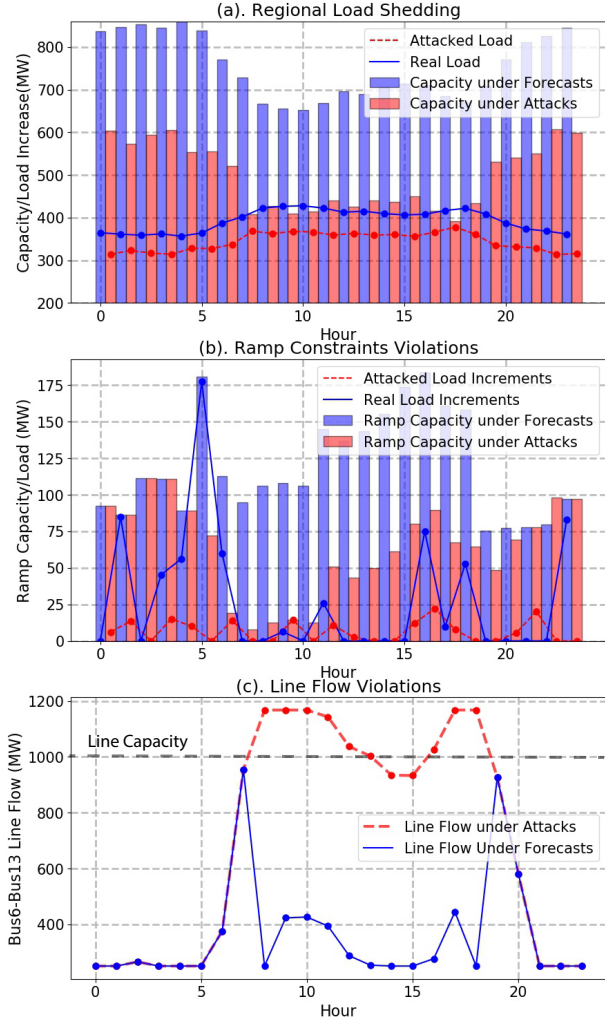 (a). Regional Load Shedding
Capacity/Load Increase(MW)
800
700
600
500
400
300
200
Attacked Load
Real Load
Capacity under Forecasts
Capacity under Attacks
0 5 10 15 20
Hour
(b). Ramp Constraints Violations
Ramp Capacity/Load (MW)
175
150
125
100
75
50
25
0
Attacked Load Increments
Real Load Increments
Ramp Capacity under Forecasts
Ramp Capacity under Attacks
0 5 10 15 20
Hour
(c). Line Flow Violations
Bus6-Bus13 Line Flow (MW)
1200
1000
800
600
400
Line Capacity
Line Flow under Attacks
Line Flow Under Forecasts
0 5 10 15 20
Hour